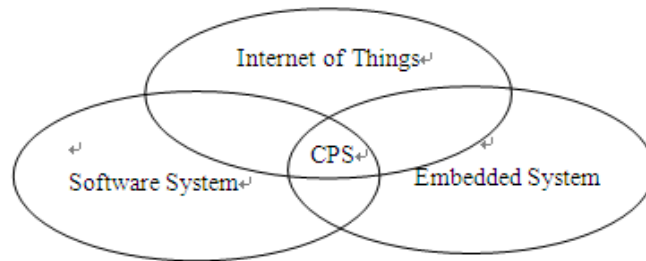 Internet of Things↵
CPS↵
Software System↵
Embedded System